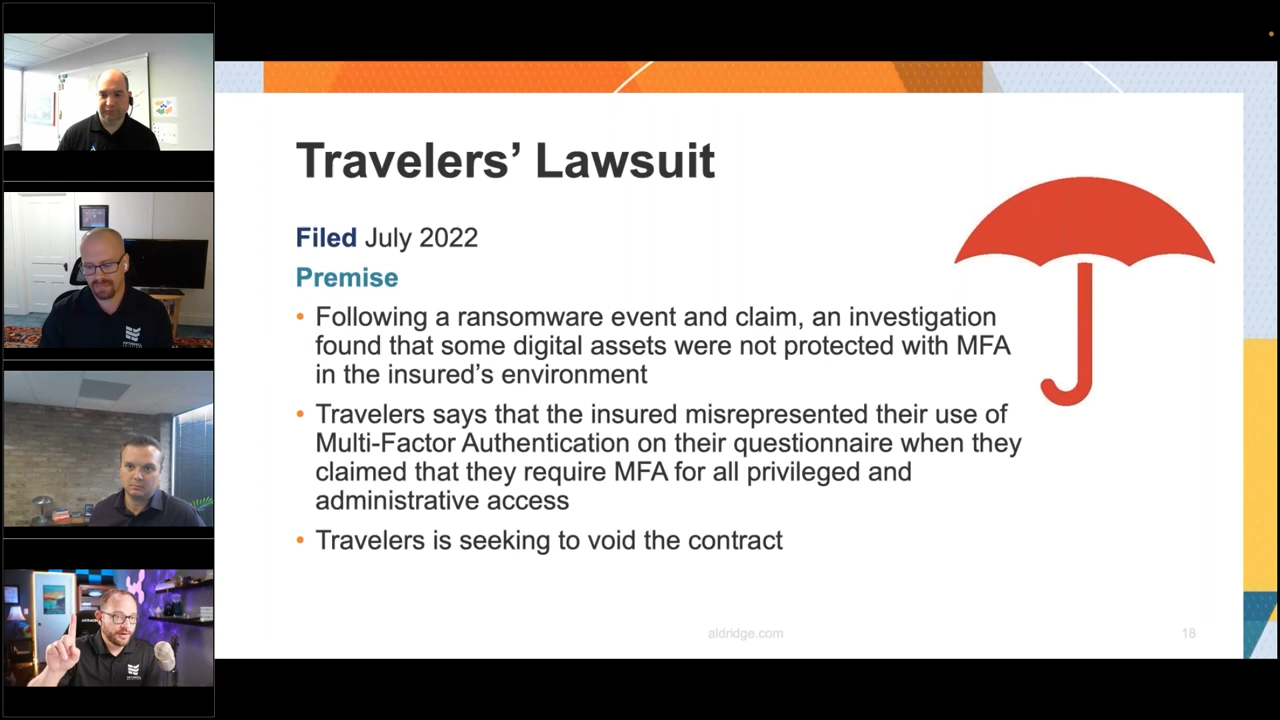 Travelers’ Lawsuit
Filed July 2022
Premise
• Following a ransomware event and claim, an investigation
found that some digital assets were not protected with MFA
in the insured’s environment
• Travelers says that the insured misrepresented their use of
Multi-Factor Authentication on their questionnaire when they
claimed that they require MFA for all privileged and
administrative access
• Travelers is seeking to void the contract
aldridge.com
18